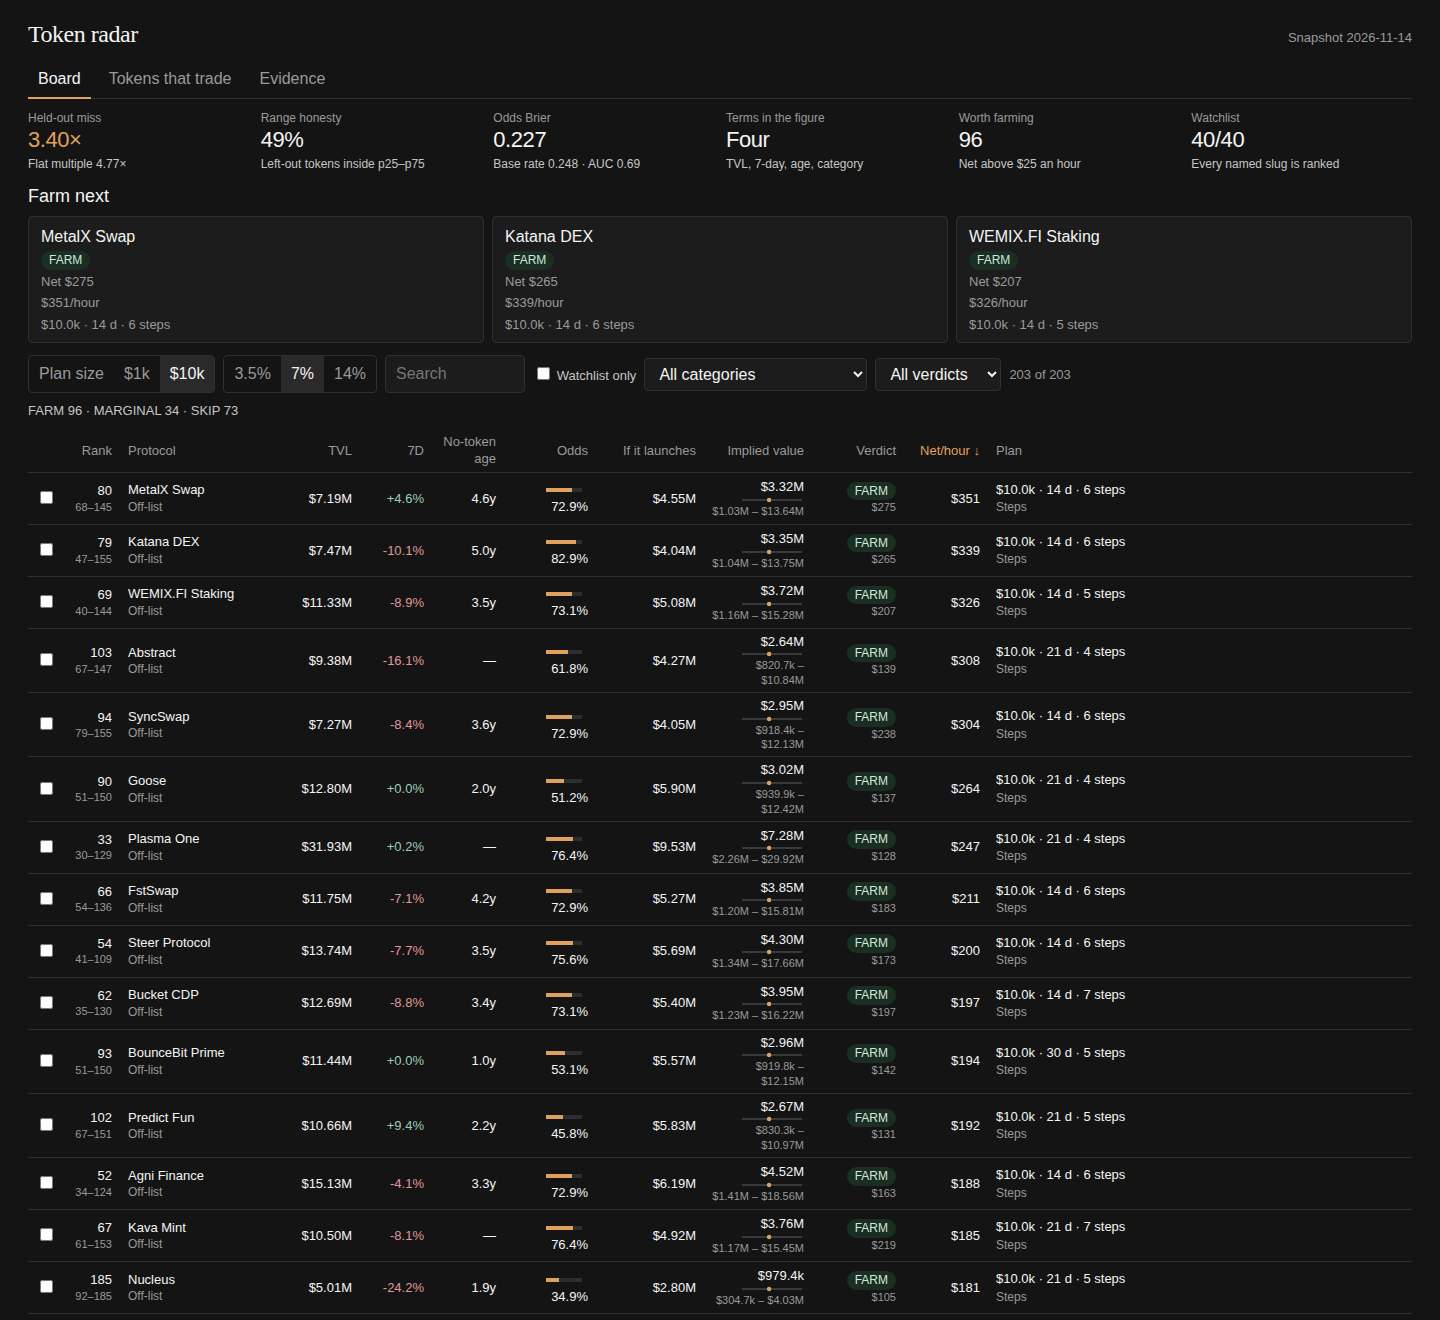 Token radar
Snapshot 2026-11-14
Board Tokens that trade Evidence
Held-out miss
3.40×
Flat multiple 4.77×
Range honesty
49%
Left-out tokens inside p25–p75
Odds Brier
0.227
Base rate 0.248 · AUC 0.69
Terms in the figure
Four
TVL, 7-day, age, category
Worth farming
96
Net above $25 an hour
Watchlist
40/40
Every named slug is ranked
Farm next
MetalX Swap
FARM
Net $275
$351/hour
$10.0k · 14 d · 6 steps
Katana DEX
FARM
Net $265
$339/hour
$10.0k · 14 d · 6 steps
WEMIX.FI Staking
FARM
Net $207
$326/hour
$10.0k · 14 d · 5 steps
Plan size $1k $10k 3.5% 7% 14% Search Watchlist only All categories All verdicts 203 of 203
FARM 96 · MARGINAL 34 · SKIP 73
Rank Protocol TVL 7D No-token age Odds If it launches Implied value Verdict Net/hour ↓ Plan
80 MetalX Swap $7.19M +4.6% 4.6y 72.9% $4.55M $3.32M FARM $351 $10.0k · 14 d · 6 steps
68–145 Off-list $1.03M – $13.64M $275 Steps
79 Katana DEX $7.47M -10.1% 5.0y 82.9% $4.04M $3.35M FARM $339 $10.0k · 14 d · 6 steps
47–155 Off-list $1.04M – $13.75M $265 Steps
69 WEMIX.FI Staking $11.33M -8.9% 3.5y 73.1% $5.08M $3.72M FARM $326 $10.0k · 14 d · 5 steps
40–144 Off-list $1.16M – $15.28M $207 Steps
103 Abstract $9.38M -16.1% — 61.8% $4.27M $2.64M FARM $308 $10.0k · 21 d · 4 steps
67–147 Off-list $820.7k – $10.84M $139 Steps
94 SyncSwap $7.27M -8.4% 3.6y 72.9% $4.05M $2.95M FARM $304 $10.0k · 14 d · 6 steps
79–155 Off-list $918.4k – $12.13M $238 Steps
90 Goose $12.80M +0.0% 2.0y 51.2% $5.90M $3.02M FARM $264 $10.0k · 21 d · 4 steps
51–150 Off-list $939.9k – $12.42M $137 Steps
33 Plasma One $31.93M +0.2% — 76.4% $9.53M $7.28M FARM $247 $10.0k · 21 d · 4 steps
30–129 Off-list $2.26M – $29.92M $128 Steps
66 FstSwap $11.75M -7.1% 4.2y 72.9% $5.27M $3.85M FARM $211 $10.0k · 14 d · 6 steps
54–136 Off-list $1.20M – $15.81M $183 Steps
54 Steer Protocol $13.74M -7.7% 3.5y 75.6% $5.69M $4.30M FARM $200 $10.0k · 14 d · 6 steps
41–109 Off-list $1.34M – $17.66M $173 Steps
62 Bucket CDP $12.69M -8.8% 3.4y 73.1% $5.40M $3.95M FARM $197 $10.0k · 14 d · 7 steps
35–130 Off-list $1.23M – $16.22M $197 Steps
93 BounceBit Prime $11.44M +0.0% 1.0y 53.1% $5.57M $2.96M FARM $194 $10.0k · 30 d · 5 steps
51–150 Off-list $919.8k – $12.15M $142 Steps
102 Predict Fun $10.66M +9.4% 2.2y 45.8% $5.83M $2.67M FARM $192 $10.0k · 21 d · 5 steps
67–151 Off-list $830.3k – $10.97M $131 Steps
52 Agni Finance $15.13M -4.1% 3.3y 72.9% $6.19M $4.52M FARM $188 $10.0k · 14 d · 6 steps
34–124 Off-list $1.41M – $18.56M $163 Steps
67 Kava Mint $10.50M -8.1% — 76.4% $4.92M $3.76M FARM $185 $10.0k · 21 d · 7 steps
61–153 Off-list $1.17M – $15.45M $219 Steps
185 Nucleus $5.01M -24.2% 1.9y 34.9% $2.80M $979.4k FARM $181 $10.0k · 21 d · 5 steps
92–185 Off-list $304.7k – $4.03M $105 Steps